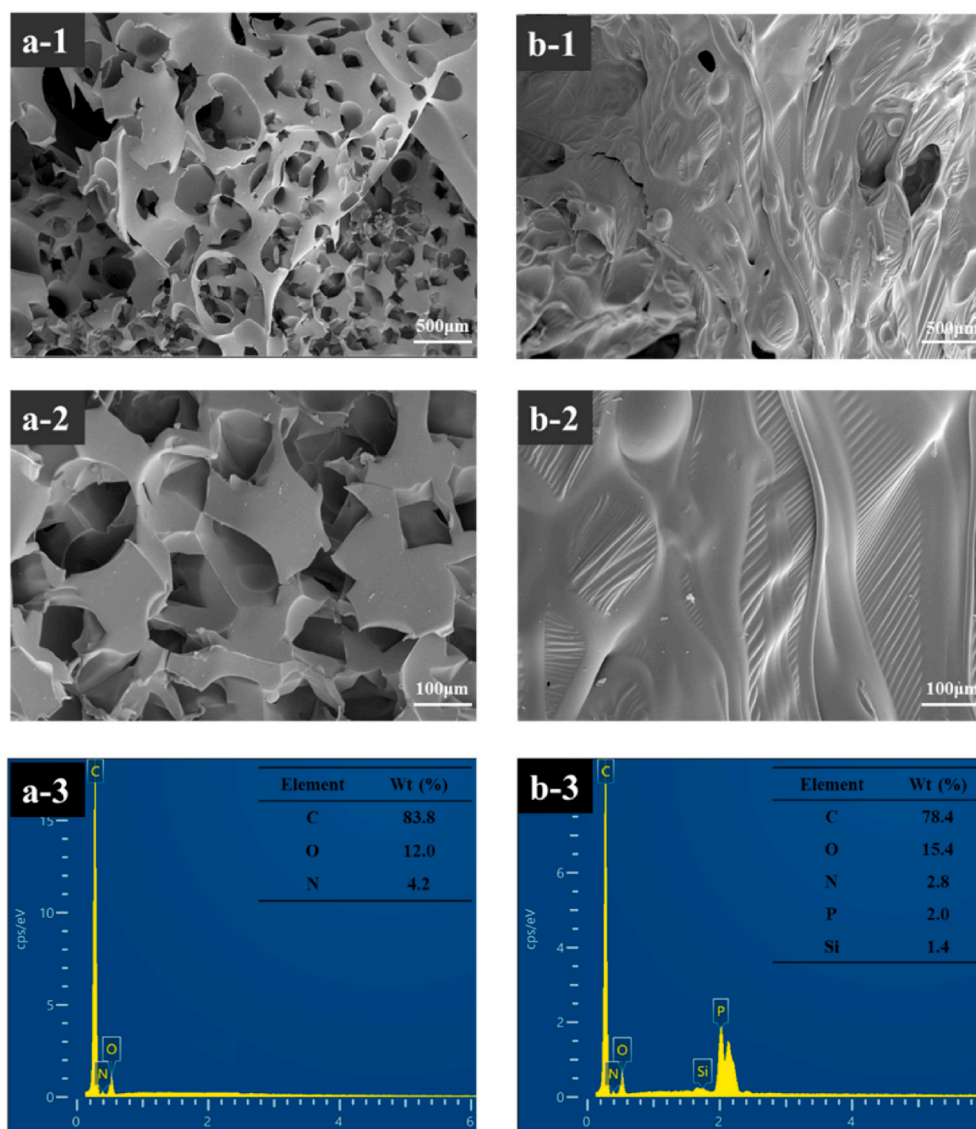 a-1
500μm
b-1
500μm
a-2
100μm
b-2
100μm
a-3
Element Wt (%)
C 83.8
O 12.0
N 4.2
C
N
O
15
10
5
0
cps/eV
0 2 4 6
b-3
Element Wt (%)
C 78.4
O 15.4
N 2.8
P 2.0
Si 1.4
C
N
O
Si
P
6
4
2
0
cps/eV
0 2 4